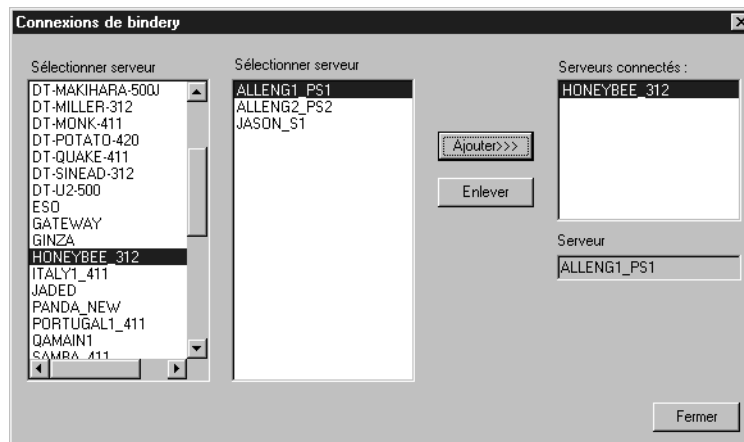 Connexions de bindery
Sélectionner serveur
DT-MAKIHARA-500J
DT-MILLER-312
DT-MONK-411
DT-POTATO-420
DT-QUAKE-411
DT-SINEAD-312
DT-U2-500
ESO
GATEWAY
GINZA
HONEYBEE_312
ITALY1_411
JADED
PANDA_NEW
PORTUGAL1_411
QAMAIN1
SAMBA_411
Sélectionner serveur
ALLENG1_PS1
ALLENG2_PS2
JASON_S1
Ajouter>>>
Enlever
Serveurs connectés :
HONEYBEE_312
Serveur
ALLENG1_PS1
Fermer